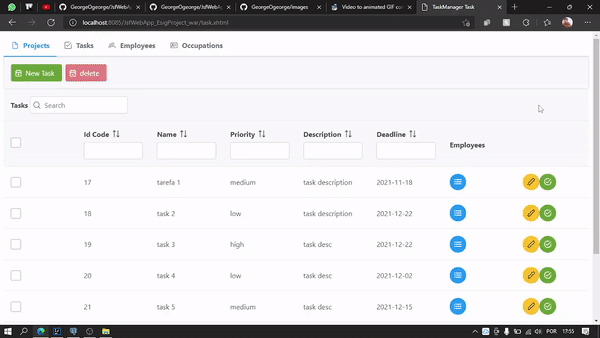 GeorgeOgeorge/JsfWebApp_
GeorgeOgeorge/JsfWebApp_
GeorgeOgeorge/images
Video to animated GIF con
TaskManager Task
localhost:8085/JsfWebApp_EsigProject_war/task.xhtml
Projects Tasks Employees Occupations
New Task delete
Tasks Search
Id Code Name Priority Description Deadline Employees
17 tarefa 1 medium task description 2021-11-18
18 task 2 low task description 2021-12-22
19 task 3 high task desc 2021-12-22
20 task 4 low task desc 2021-12-02
21 task 5 medium task desc 2021-12-15
POR 17:55